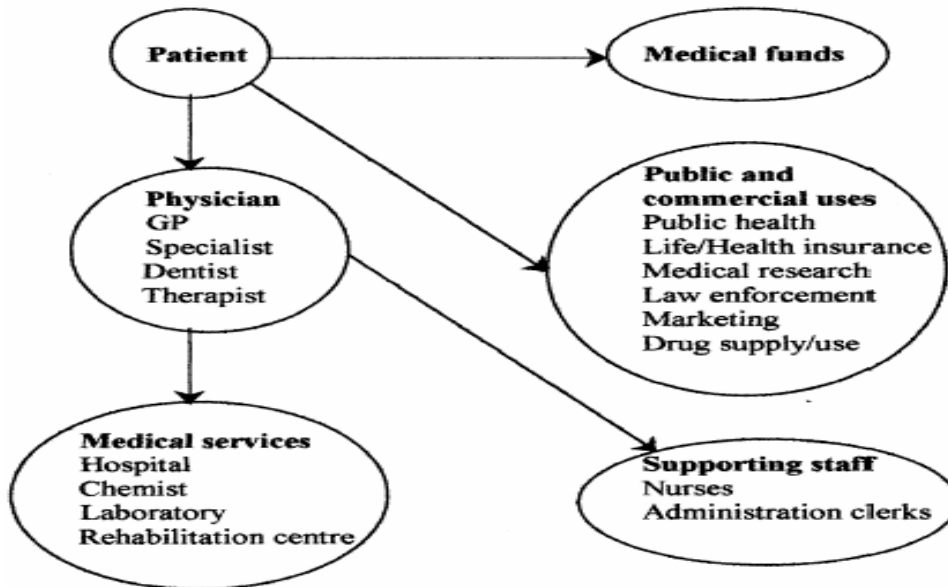 Patient
Medical funds
Physician
GP
Specialist
Dentist
Therapist
Public and
commercial uses
Public health
Life/Health insurance
Medical research
Law enforcement
Marketing
Drug supply/use
Medical services
Hospital
Chemist
Laboratory
Rehabilitation centre
Supporting staff
Nurses
Administration clerks